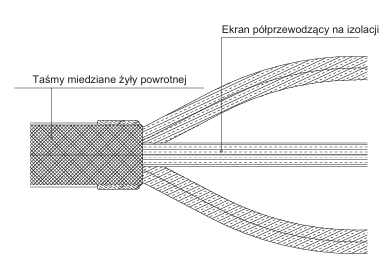 Ekran półprzewodzący na izolacji
Taśmy miedziane żyły powrotnej